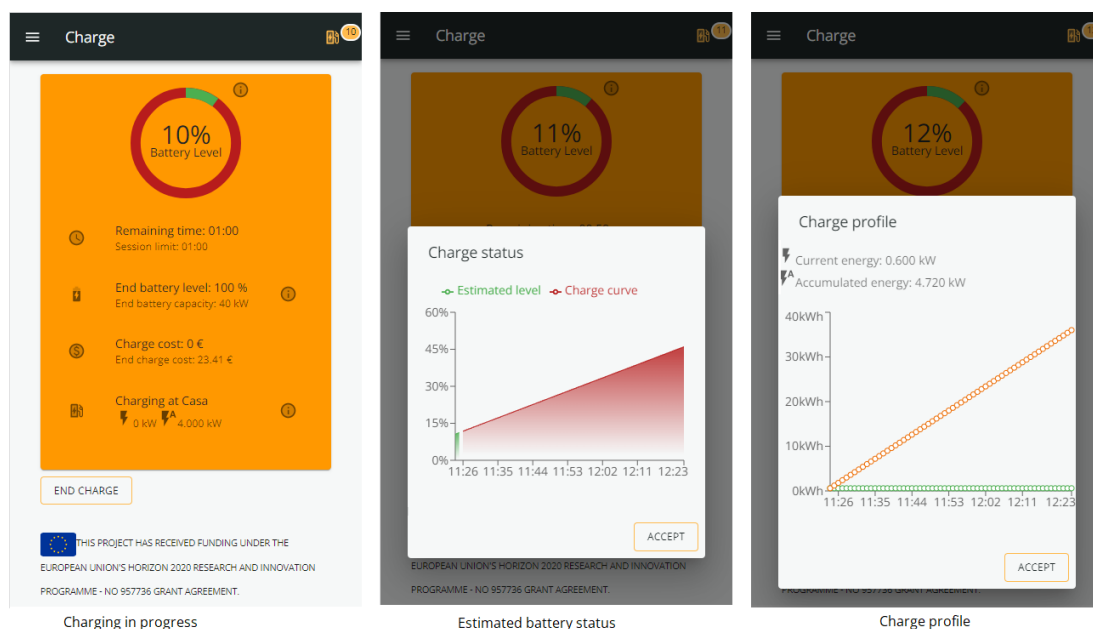 Charge
10
10%
Battery Level
Remaining time: 01:00
Session limit: 01:00
End battery level: 100 %
End battery capacity: 40 kW
Charge cost: 0 €
End charge cost: 23.41 €
Charging at Casa
0 kW A 4.000 kW
END CHARGE
THIS PROJECT HAS RECEIVED FUNDING UNDER THE
EUROPEAN UNION'S HORIZON 2020 RESEARCH AND INNOVATION
PROGRAMME - NO 957736 GRANT AGREEMENT.
Charging in progress
Charge
11
11%
Battery Level
Charge status
Estimated level Charge curve
60%
45%
30%
15%
0%
11:26 11:35 11:44 11:53 12:02 12:11 12:23
ACCEPT
EUROPEAN UNION'S HORIZON 2020 RESEARCH AND INNOVATION
PROGRAMME - NO 957736 GRANT AGREEMENT.
Estimated battery status
Charge
12%
Battery Level
Charge profile
Current energy: 0.600 kW
A Accumulated energy: 4.720 kW
40kWh
30kWh
20kWh
10kWh
0kWh
11:26 11:35 11:44 11:53 12:02 12:11 12:23
ACCEPT
PROGRAMME - NO 957736 GRANT AGREEMENT.
Charge profile